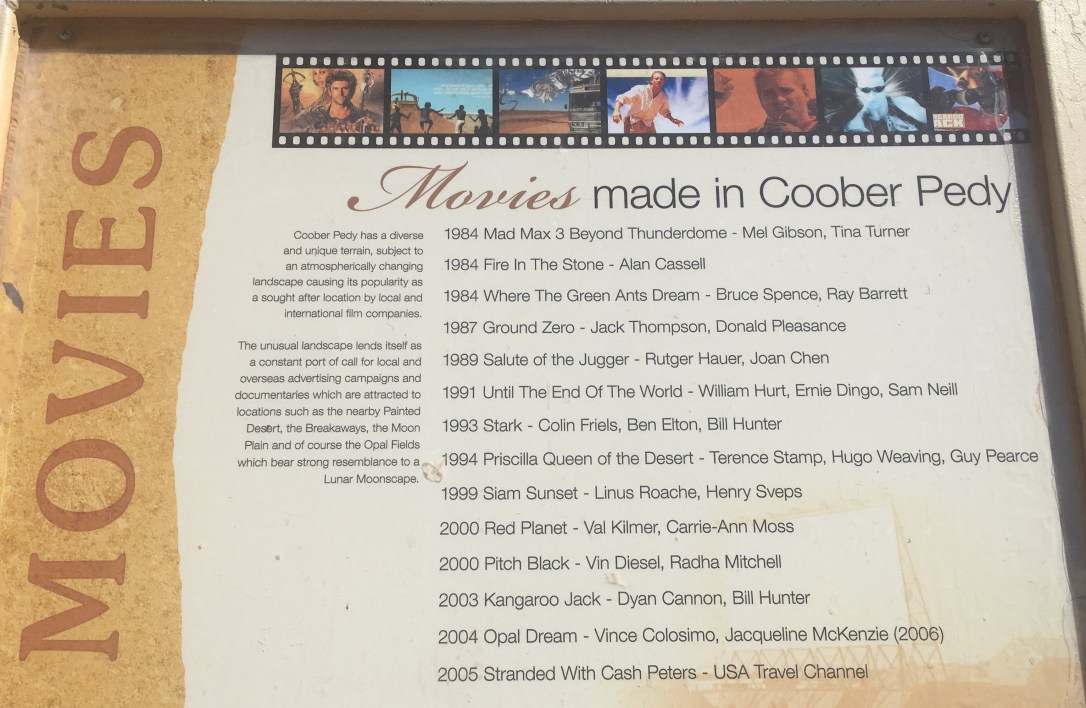 MOVIES
Movies made in Coober Pedy
Coober Pedy has a diverse
and unique terrain, subject to
an atmospherically changing
landscape causing its popularity as
a sought after location by local and
international film companies.
The unusual landscape lends itself as
a constant port of call for local and
overseas advertising campaigns and
documentaries which are attracted to
locations such as the nearby Painted
Desert, the Breakaways, the Moon
Plain and of course the Opal Fields
which bear strong resemblance to a
Lunar Moonscape.
1984 Mad Max 3 Beyond Thunderdome - Mel Gibson, Tina Turner
1984 Fire In The Stone - Alan Cassell
1984 Where The Green Ants Dream - Bruce Spence, Ray Barrett
1987 Ground Zero - Jack Thompson, Donald Pleasance
1989 Salute of the Jugger - Rutger Hauer, Joan Chen
1991 Until The End Of The World - William Hurt, Ernie Dingo, Sam Neill
1993 Stark - Colin Friels, Ben Elton, Bill Hunter
1994 Priscilla Queen of the Desert - Terence Stamp, Hugo Weaving, Guy Pearce
1999 Siam Sunset - Linus Roache, Henry Sveps
2000 Red Planet - Val Kilmer, Carrie-Ann Moss
2000 Pitch Black - Vin Diesel, Radha Mitchell
2003 Kangaroo Jack - Dyan Cannon, Bill Hunter
2004 Opal Dream - Vince Colosimo, Jacqueline McKenzie (2006)
2005 Stranded With Cash Peters - USA Travel Channel